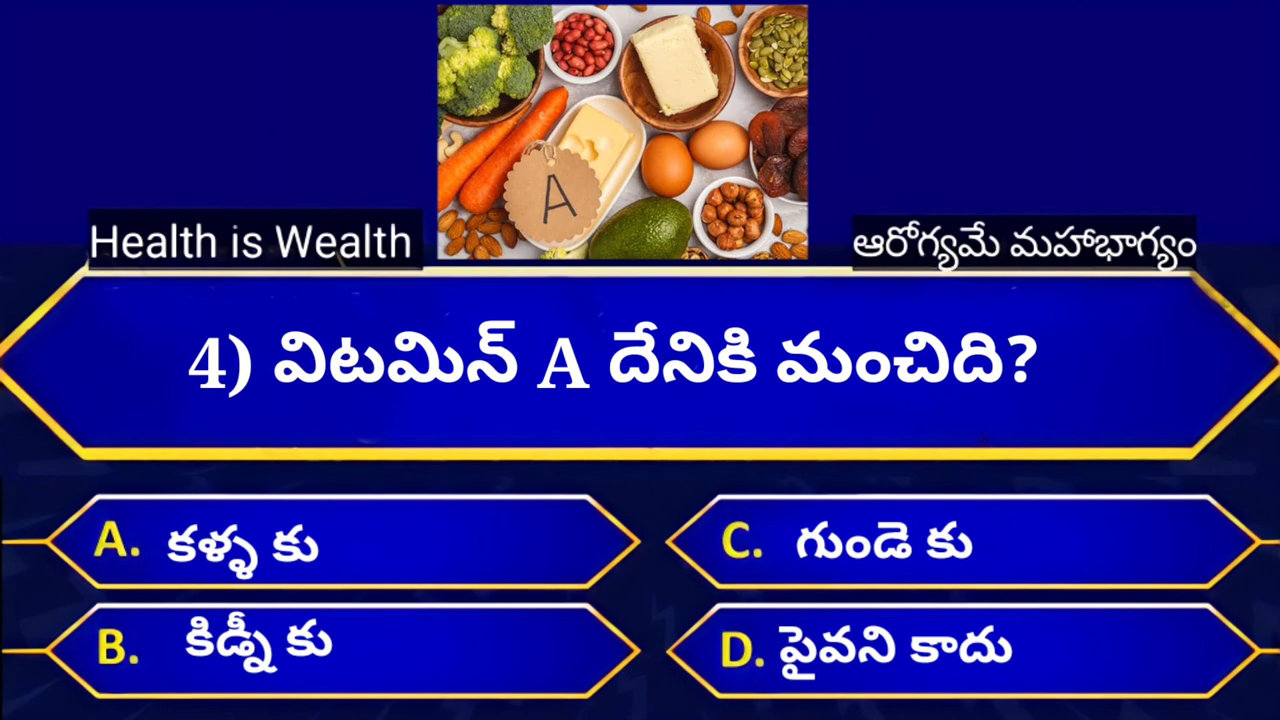 A
Health is Wealth
ఆరోగ్యమే మహాభాగ్యం
4) విటమిన్ A దేనికి మంచిది?
A. కళ్ళ కు
C. గుండె కు
B. కిడ్నీ కు
D. పైవని కాదు